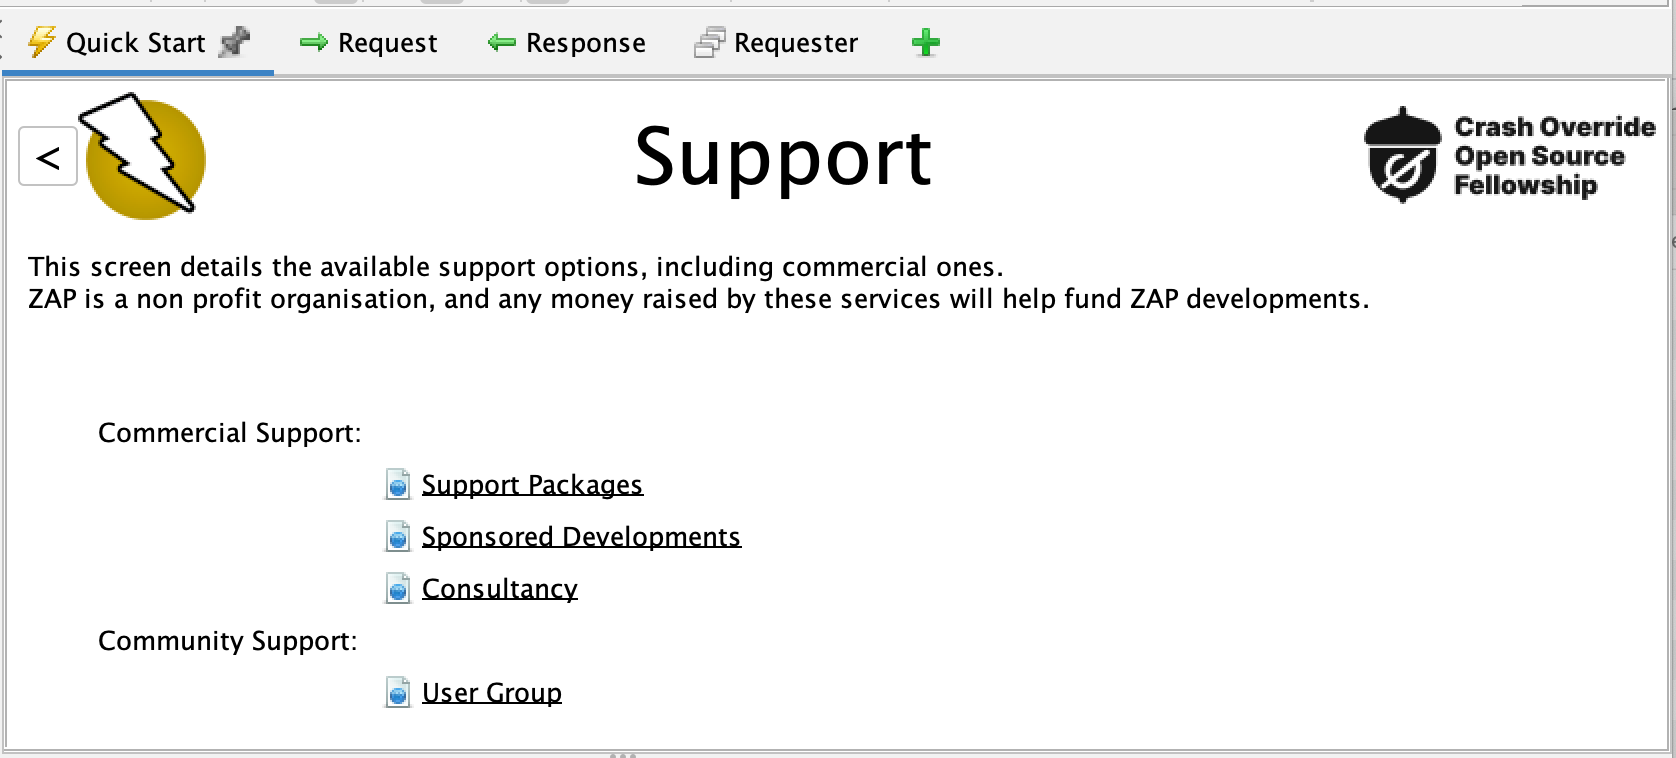 Quick Start Request Response Requester
<
Support
Crash Override
Open Source
Fellowship
This screen details the available support options, including commercial ones.
ZAP is a non profit organisation, and any money raised by these services will help fund ZAP developments.
Commercial Support:
Support Packages
Sponsored Developments
Consultancy
Community Support:
User Group